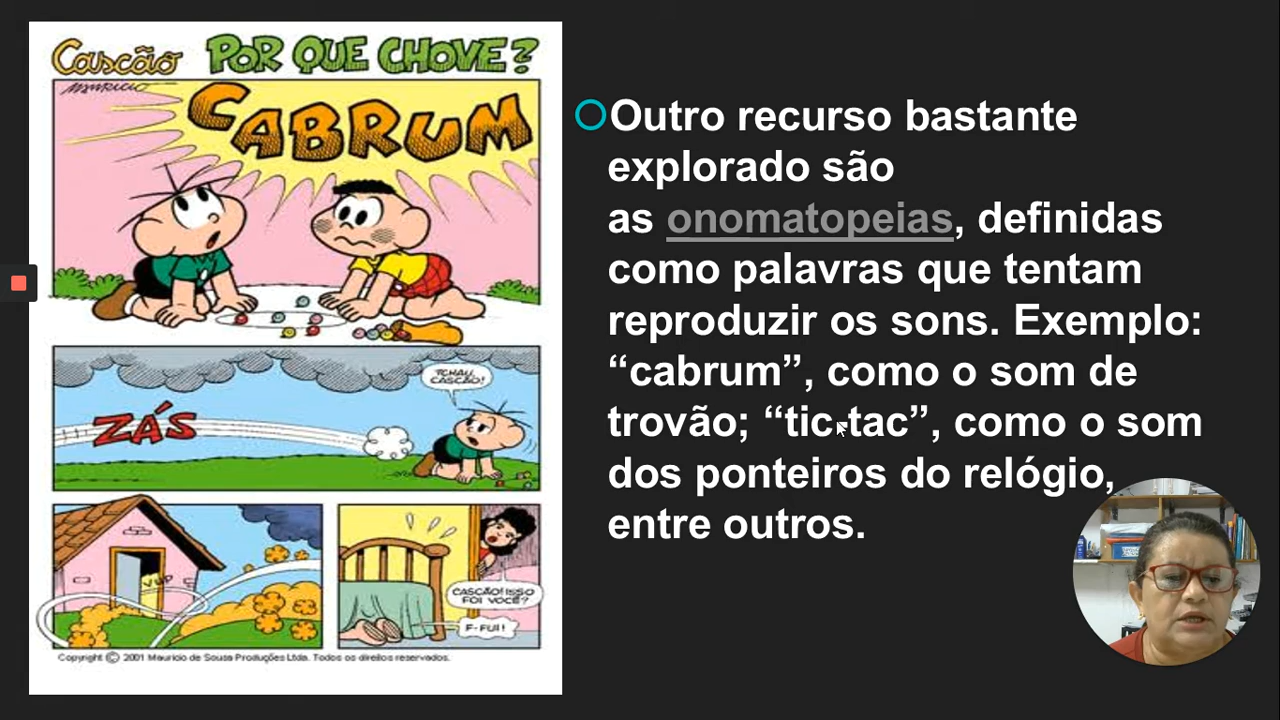 Cascão POR QUE CHOVE?
MAURICIO
CABRUM
TCHAU,
CASCÃO!
ZÁS
VUP
CASCÃO! ISSO
FOI VOCÊ?
F-FUI!
Copyright © 2001 Mauricio de Sousa Produções Ltda. Todos os direitos reservados.
Outro recurso bastante
explorado são
as onomatopeias, definidas
como palavras que tentam
reproduzir os sons. Exemplo:
“cabrum”, como o som de
trovão; “tic-tac”, como o som
dos ponteiros do relógio,
entre outros.